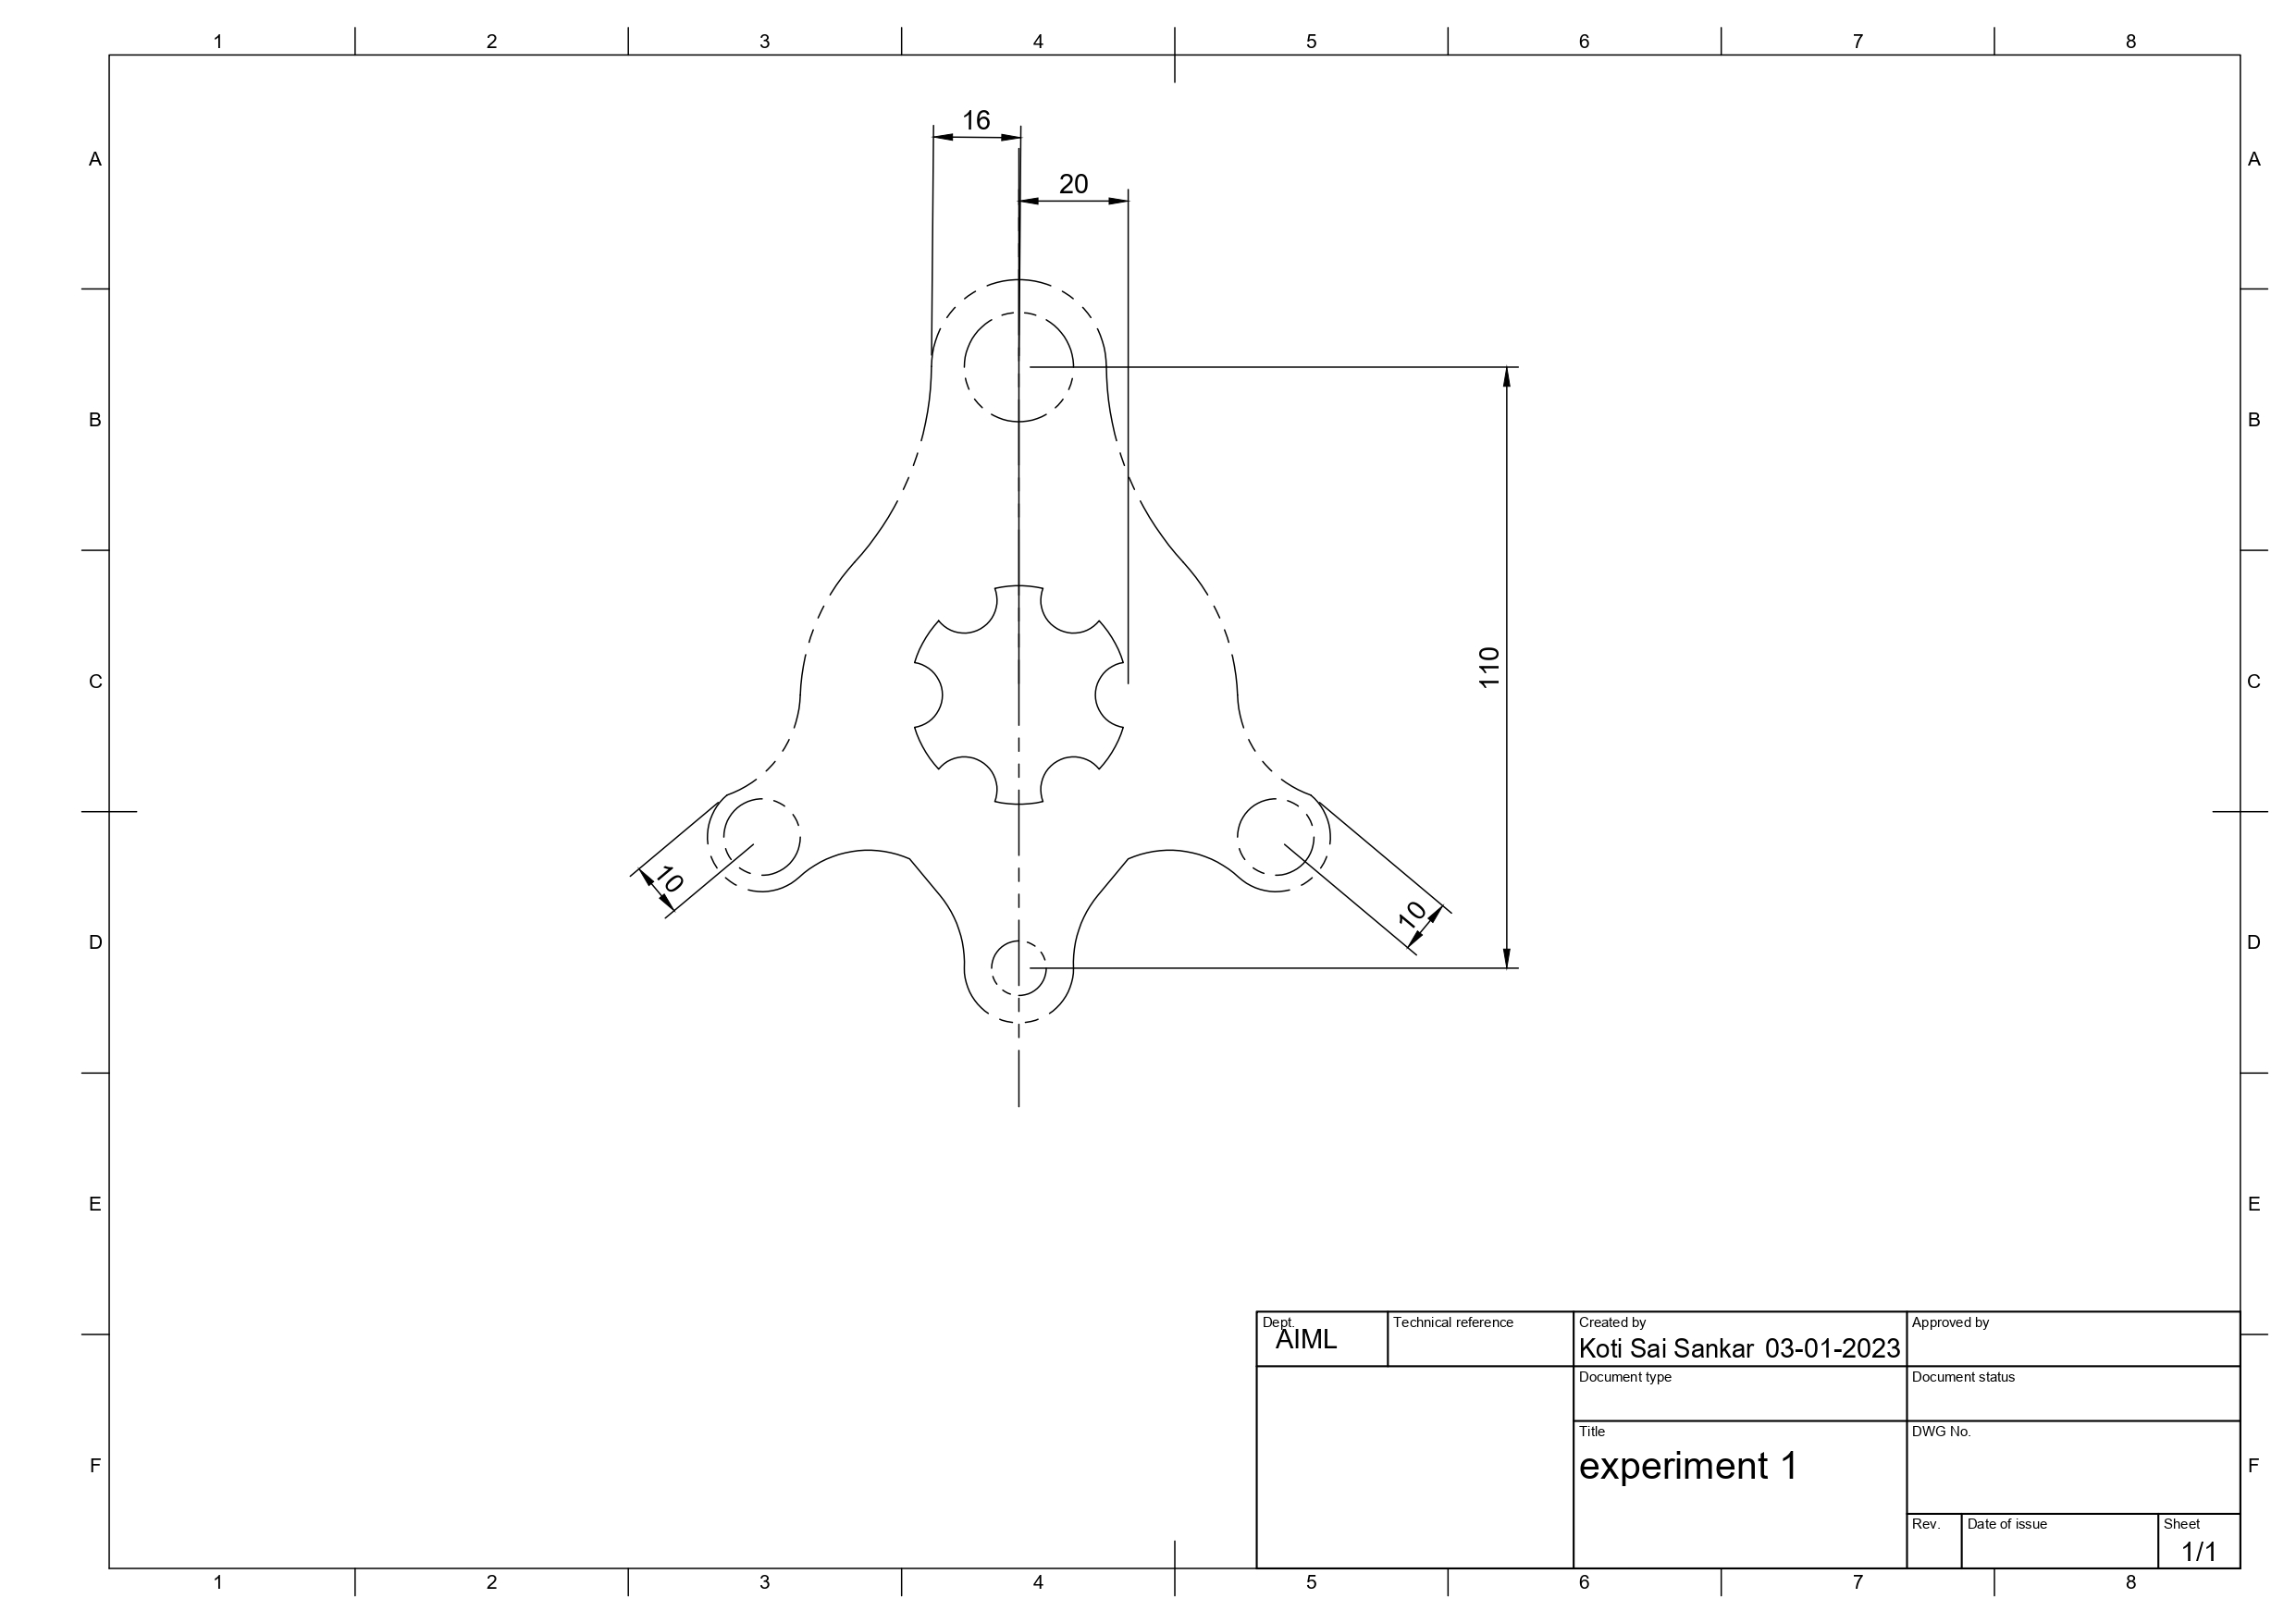 1 2 3 4 5 6 7 8
16
A A
20
B B
110
C C
10
10
D D
E E
Dept.
AIML
Technical reference
Created by
Koti Sai Sankar 03-01-2023
Approved by
Document type
Document status
Title
experiment 1
DWG No.
F F
Rev.
Date of issue
Sheet
1/1
1 2 3 4 5 6 7 8